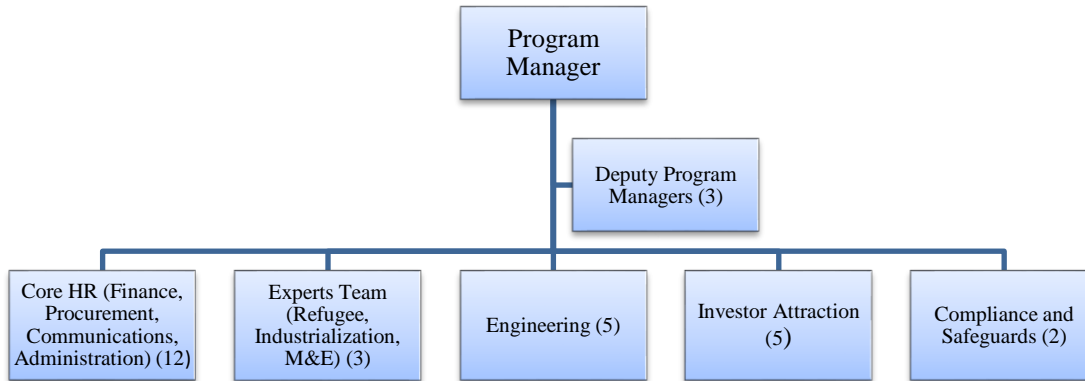 Program
Manager
Deputy Program
Managers (3)
Core HR (Finance,
Procurement,
Communications,
Administration) (12)
Experts Team
(Refugee,
Industrialization,
M&E) (3)
Engineering (5)
Investor Attraction
(5)
Compliance and
Safeguards (2)